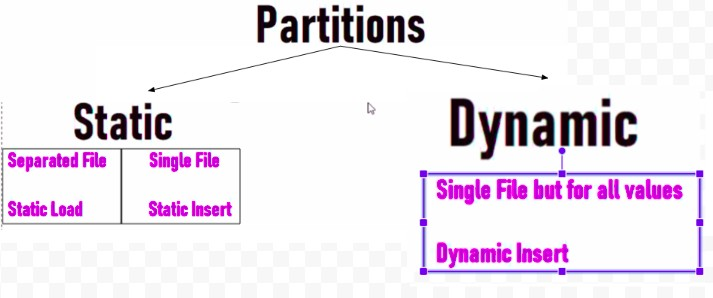 Partitions
Static
Dynamic
Separated File
Single File
Static Load
Static Insert
Single File but for all values
Dynamic Insert